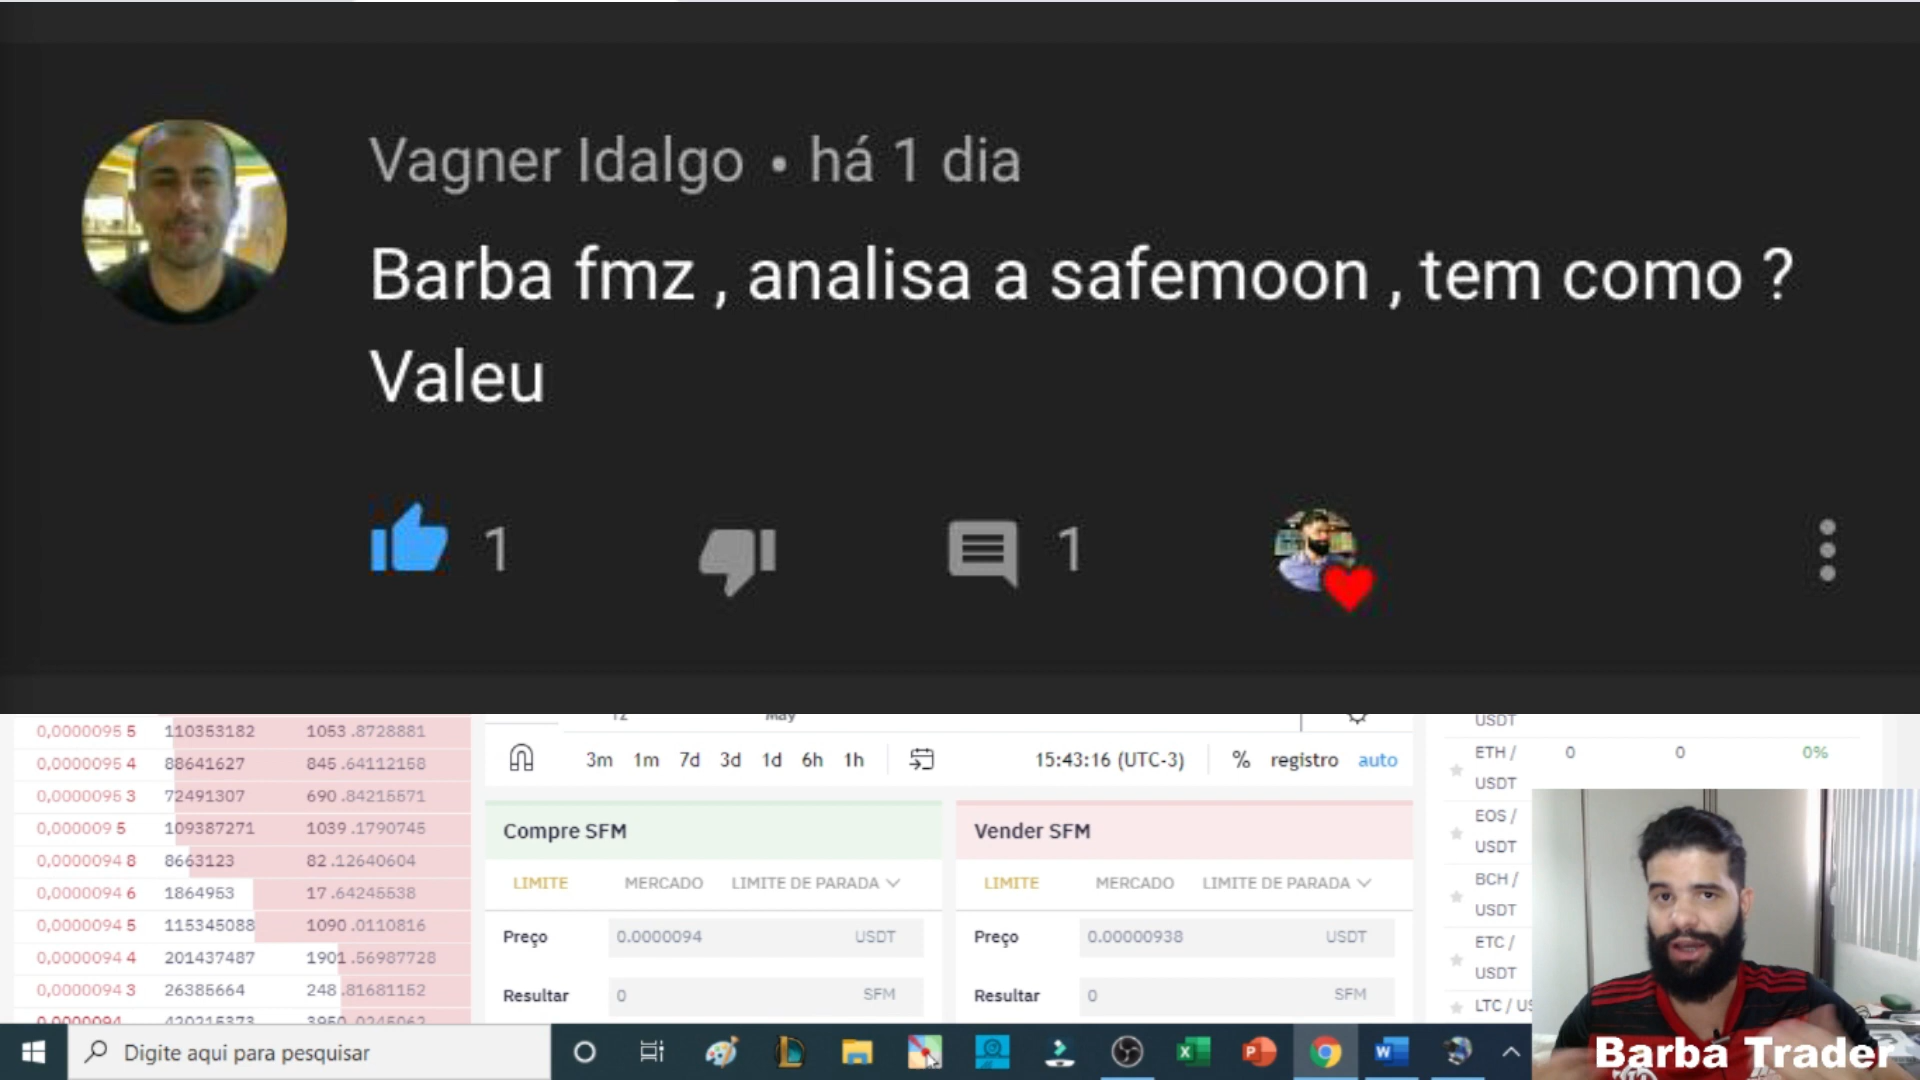 Vagner Idalgo • há 1 dia
Barba fmz , analisa a safemoon , tem como ?
Valeu
1
1
May
USDT
0,0000095 5 110353182 1053 .8728881
3m 1m 7d 3d 1d 6h 1h 15:43:16 (UTC-3) % registro auto
ETH / USDT 0 0 0%
0,0000095 4 88641627 845 .64112158
0,0000095 3 72491307 690 .84215571
0,000009 5 109387271 1039 .1790745
Compre SFM
Vender SFM
EOS /
USDT
0,0000094 8 8663123 82 .12640604
0,0000094 6 1864953 17 .64245538
LIMITE MERCADO LIMITE DE PARADA
LIMITE MERCADO LIMITE DE PARADA
BCH /
USDT
0,0000094 5 115345088 1090 .0110816
Preço 0.0000094 USDT
Preço 0.00000938 USDT
ETC /
USDT
0,0000094 4 201437487 1901 .56987728
0,0000094 3 26385664 248 .81681152
Resultar 0 SFM
Resultar 0 SFM
LTC / US
Digite aqui para pesquisar
Barba Trader